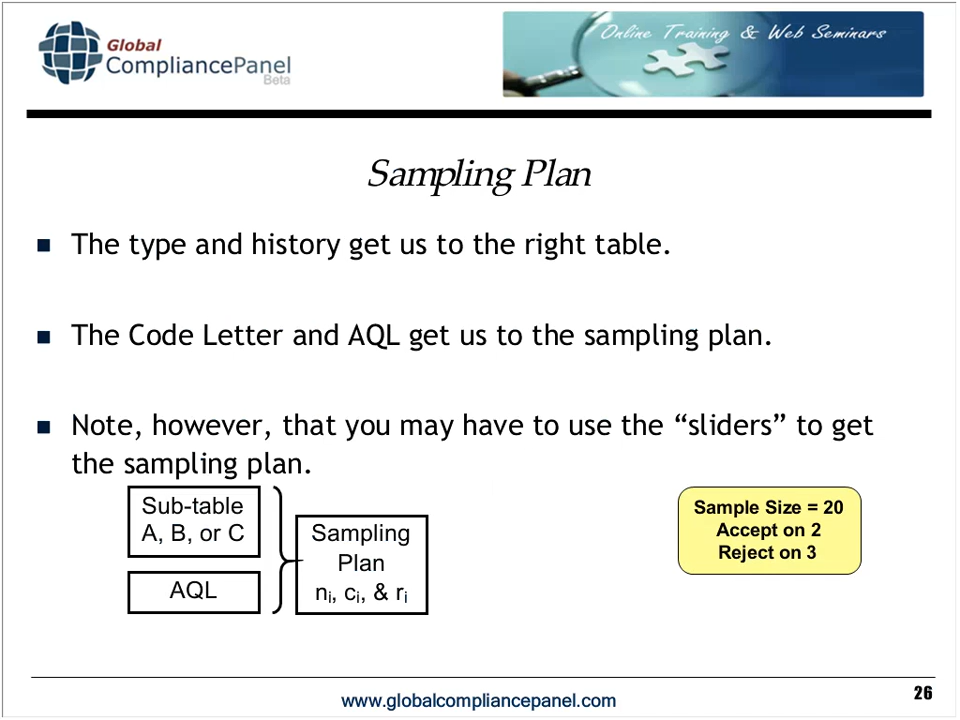 Global
CompliancePanel
Beta
Online Training & Web Seminars
Sampling Plan
The type and history get us to the right table.
The Code Letter and AQL get us to the sampling plan.
Note, however, that you may have to use the “sliders” to get
the sampling plan.
Sub-table
A, B, or C
AQL
Sampling
Plan
ni, ci, & ri
Sample Size = 20
Accept on 2
Reject on 3
www.globalcompliancepanel.com
26